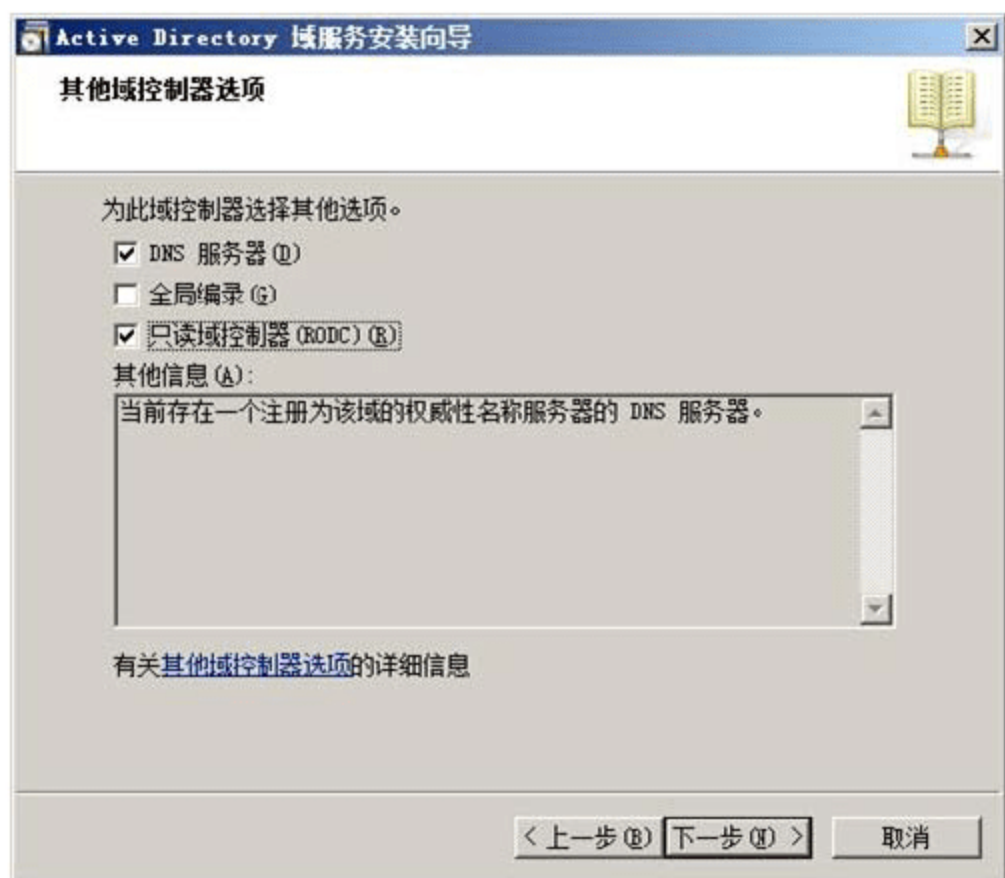 Active Directory 域服务安装向导
其他域控制器选项
为此域控制器选择其他选项。
DNS 服务器(D)
全局编录(G)
只读域控制器(RODC)(R)
其他信息(A):
当前存在一个注册为该域的权威性名称服务器的 DNS 服务器。
有关其他域控制器选项的详细信息
< 上一步(B) 下一步(N) > 取消